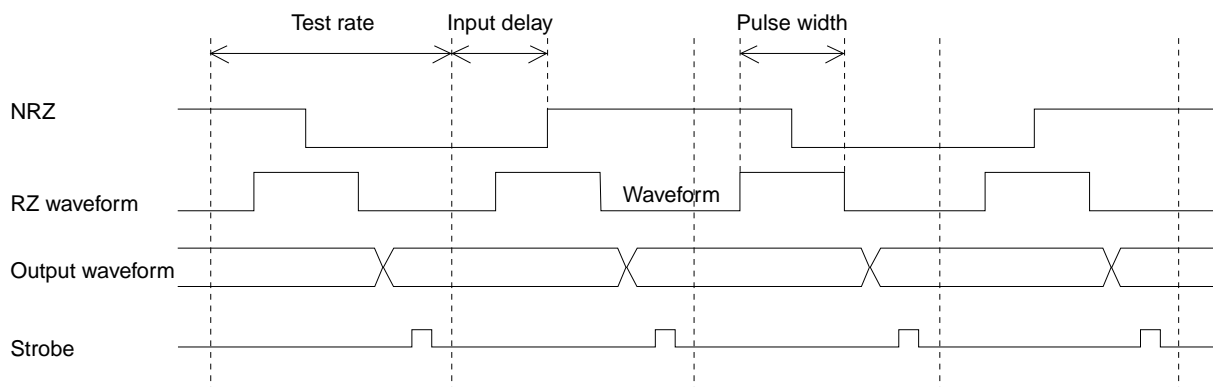 Test rate
Input delay
Pulse width
NRZ
RZ waveform
Waveform
Output waveform
Strobe